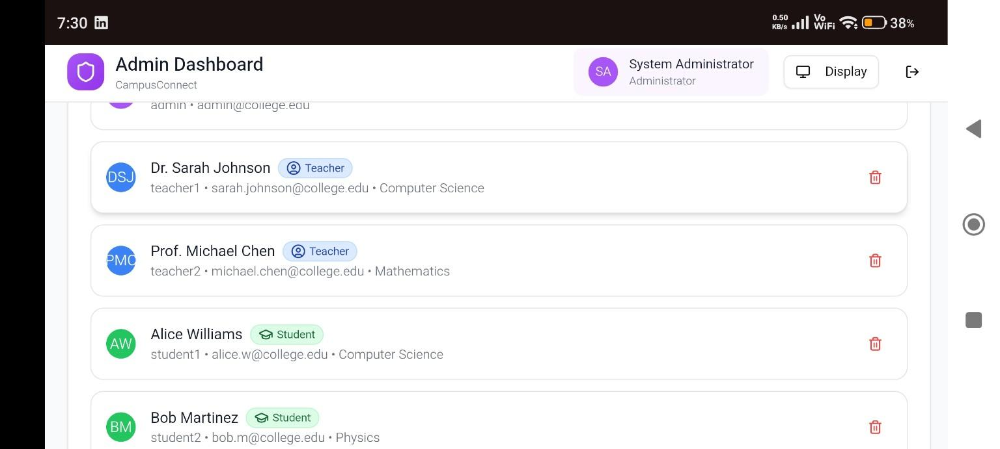 7:30 in 0.50 KB/s Vo WiFi 38%
Admin Dashboard
CampusConnect
SA
System Administrator
Administrator
Display
admin • admin@college.edu
DSJ
Dr. Sarah Johnson Teacher
teacher1 • sarah.johnson@college.edu • Computer Science
PMC
Prof. Michael Chen Teacher
teacher2 • michael.chen@college.edu • Mathematics
AW
Alice Williams Student
student1 • alice.w@college.edu • Computer Science
BM
Bob Martinez Student
student2 • bob.m@college.edu • Physics